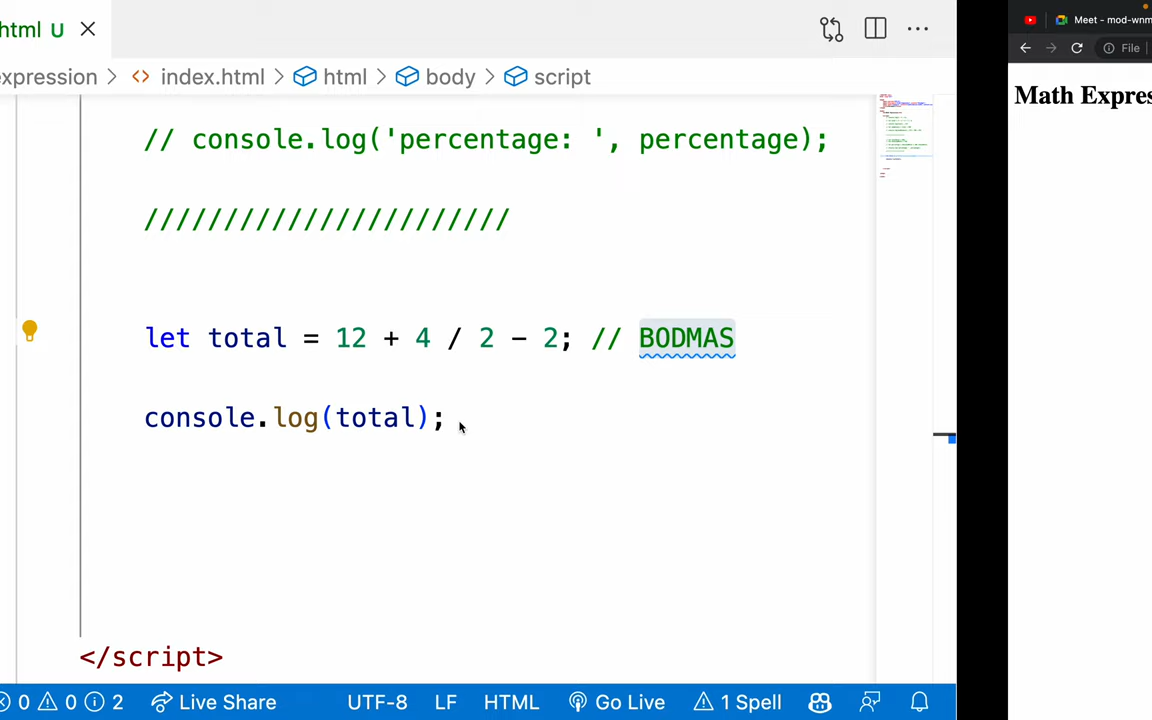 html U
Meet - mod-wnm
File
expression > index.html > html > body > script
Math Expres
// console.log('percentage: ', percentage);
///////////////////////
let total = 12 + 4 / 2 − 2; // BODMAS
console.log(total);
</script>
0 0 2 Live Share UTF-8 LF HTML Go Live 1 Spell